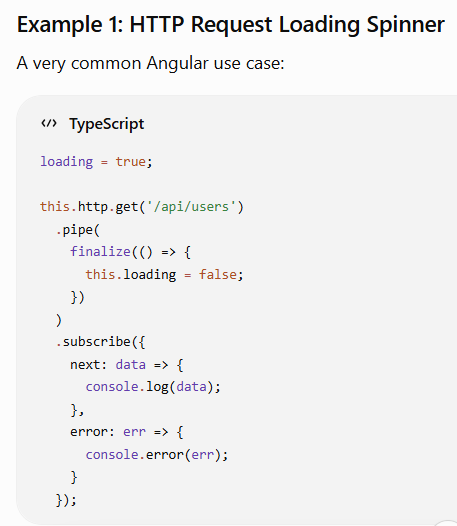 Example 1: HTTP Request Loading Spinner
A very common Angular use case:
</> TypeScript
loading = true;

this.http.get('/api/users')
  .pipe(
    finalize(() => {
      this.loading = false;
    })
  )
  .subscribe({
    next: data => {
      console.log(data);
    },
    error: err => {
      console.error(err);
    }
  });